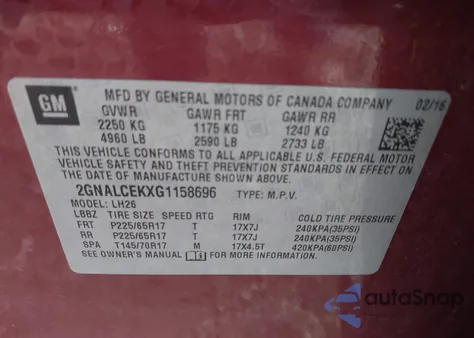 GM
MFD BY GENERAL MOTORS OF CANADA COMPANY 02/16
GVWR GAWR FRT GAWR RR
2250 KG 1175 KG 1240 KG
4960 LB 2590 LB 2733 LB
THIS VEHICLE CONFORMS TO ALL APPLICABLE U.S. FEDERAL MOTOR
VEHICLE SAFETY AND THEFT PREVENTION STANDARDS IN EFFECT ON
THE DATE OF MANUFACTURE SHOWN ABOVE.
2GNALCEKXG1158696 TYPE: M.P.V.
MODEL: LH26
LBBZ TIRE SIZE SPEED RTG RIM COLD TIRE PRESSURE
FRT P225/65R17 T 17X7J 240KPA(35PSI)
RR P225/65R17 T 17X7J 240KPA(35PSI)
SPA T145/70R17 M 17X4.5T 420KPA(60PSI)
SEE OWNER'S MANUAL FOR MORE INFORMATION.
autoSnap